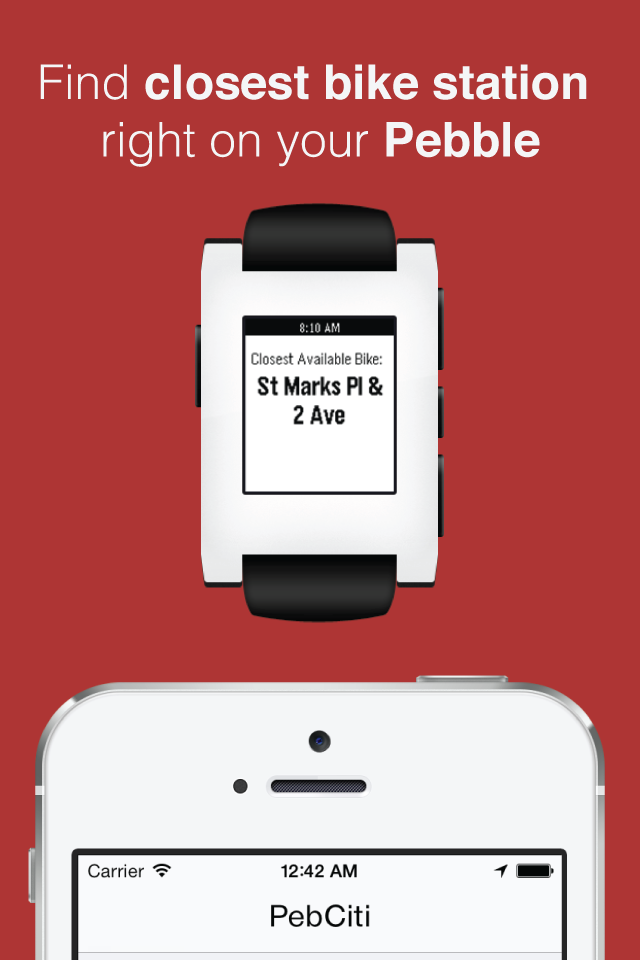 Find closest bike station
right on your Pebble
8:10 AM
Closest Available Bike:
St Marks Pl &
2 Ave
Carrier 12:42 AM
PebCiti